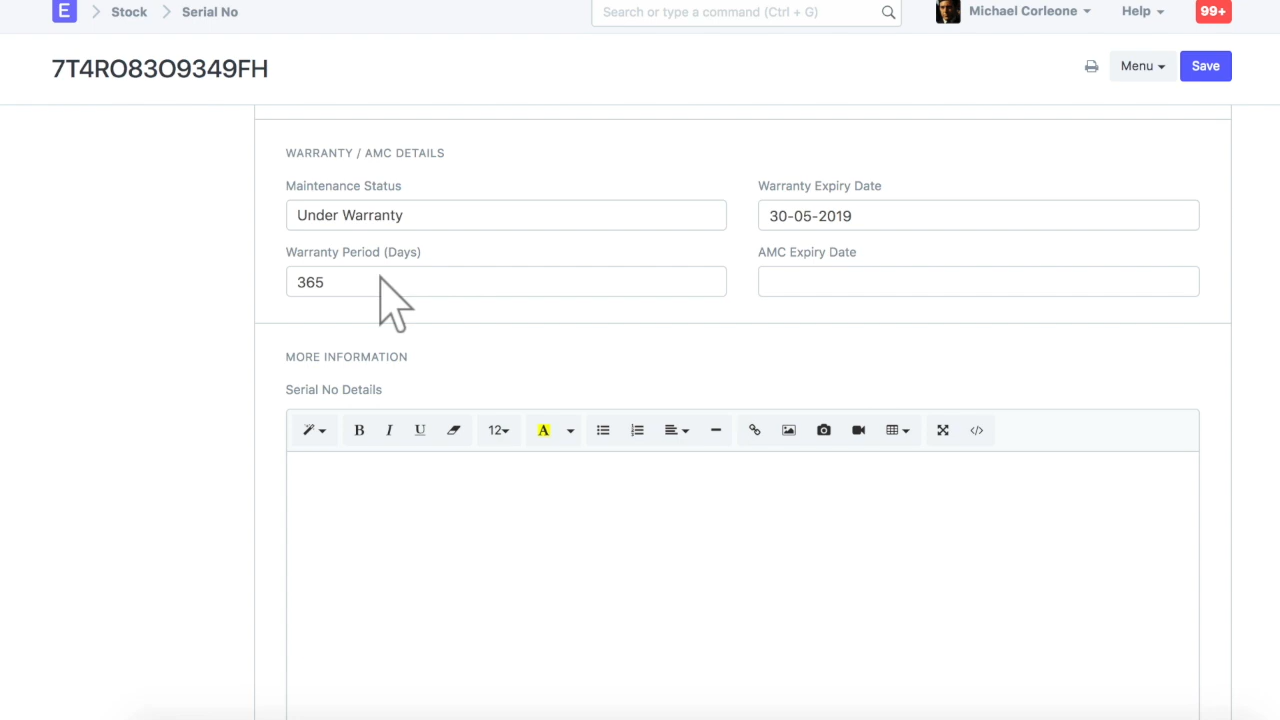 E Stock Serial No Search or type a command (Ctrl + G) Michael Corleone Help 99+
7T4RO83O9349FH Menu Save
WARRANTY / AMC DETAILS
Maintenance Status Warranty Expiry Date
Under Warranty 30-05-2019
Warranty Period (Days) AMC Expiry Date
365
MORE INFORMATION
Serial No Details
B I U 12 A </>